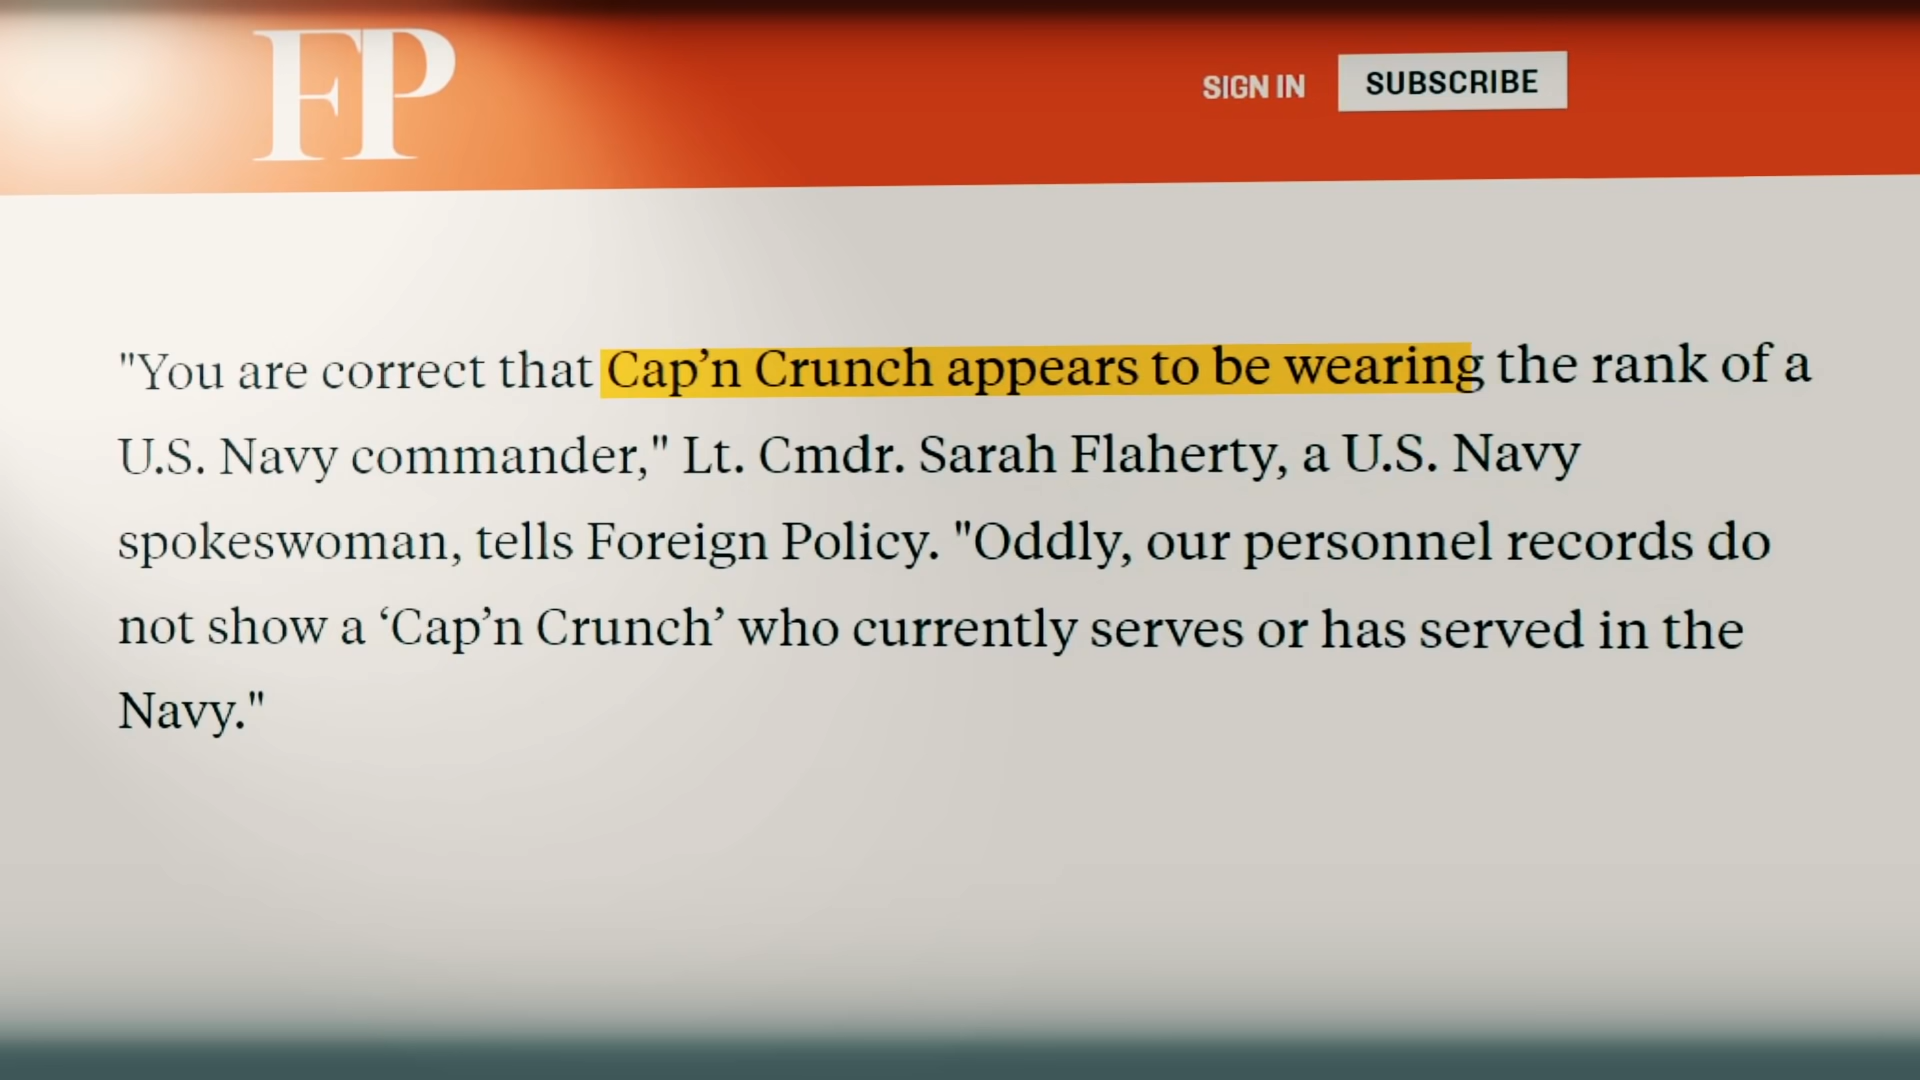 FP
SIGN IN
SUBSCRIBE
"You are correct that Cap’n Crunch appears to be wearing the rank of a
U.S. Navy commander," Lt. Cmdr. Sarah Flaherty, a U.S. Navy
spokeswoman, tells Foreign Policy. "Oddly, our personnel records do
not show a ‘Cap’n Crunch’ who currently serves or has served in the
Navy."